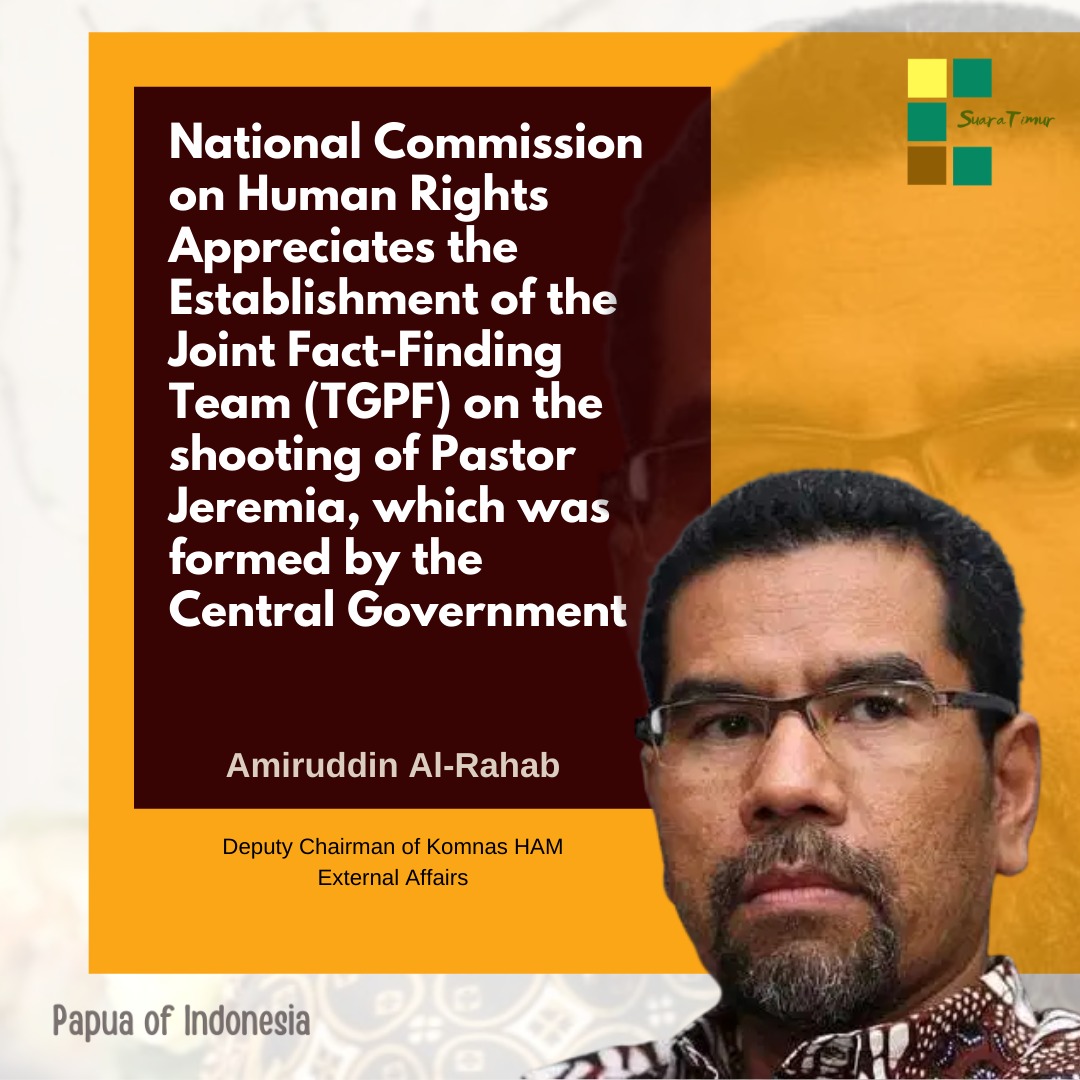 SuaraTimur
National Commission
on Human Rights
Appreciates the
Establishment of the
Joint Fact-Finding
Team (TGPF) on the
shooting of Pastor
Jeremia, which was
formed by the
Central Government
Amiruddin Al-Rahab
Deputy Chairman of Komnas HAM
External Affairs
Papua of Indonesia